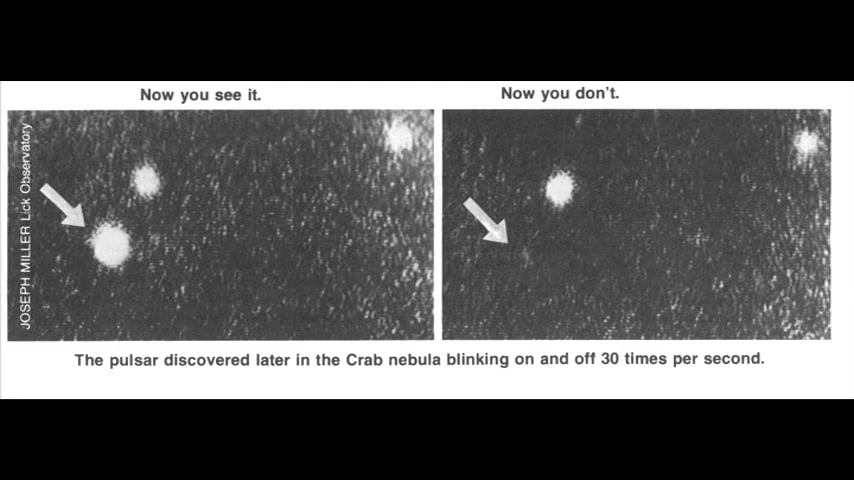 Now you see it.
Now you don't.
JOSEPH MILLER Lick Observatory
The pulsar discovered later in the Crab nebula blinking on and off 30 times per second.